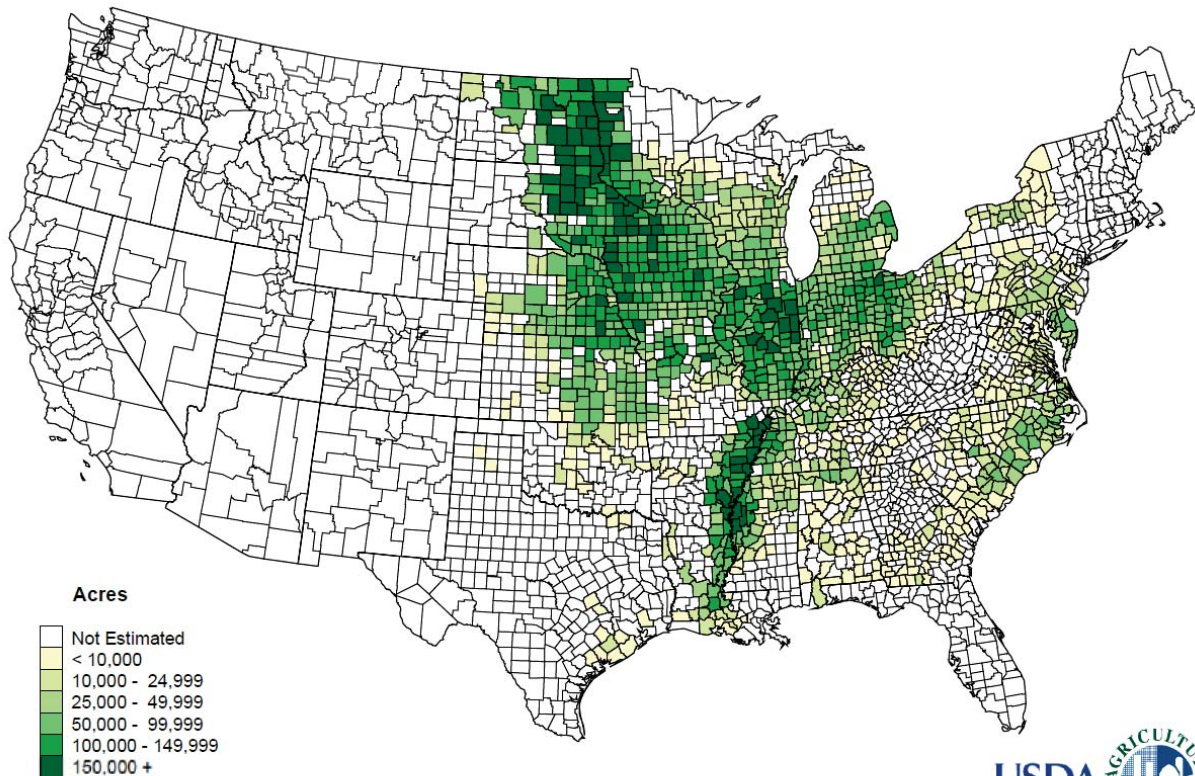 Acres
Not Estimated
< 10,000
10,000 - 24,999
25,000 - 49,999
50,000 - 99,999
100,000 - 149,999
150,000 +
USDA
AGRICULTU